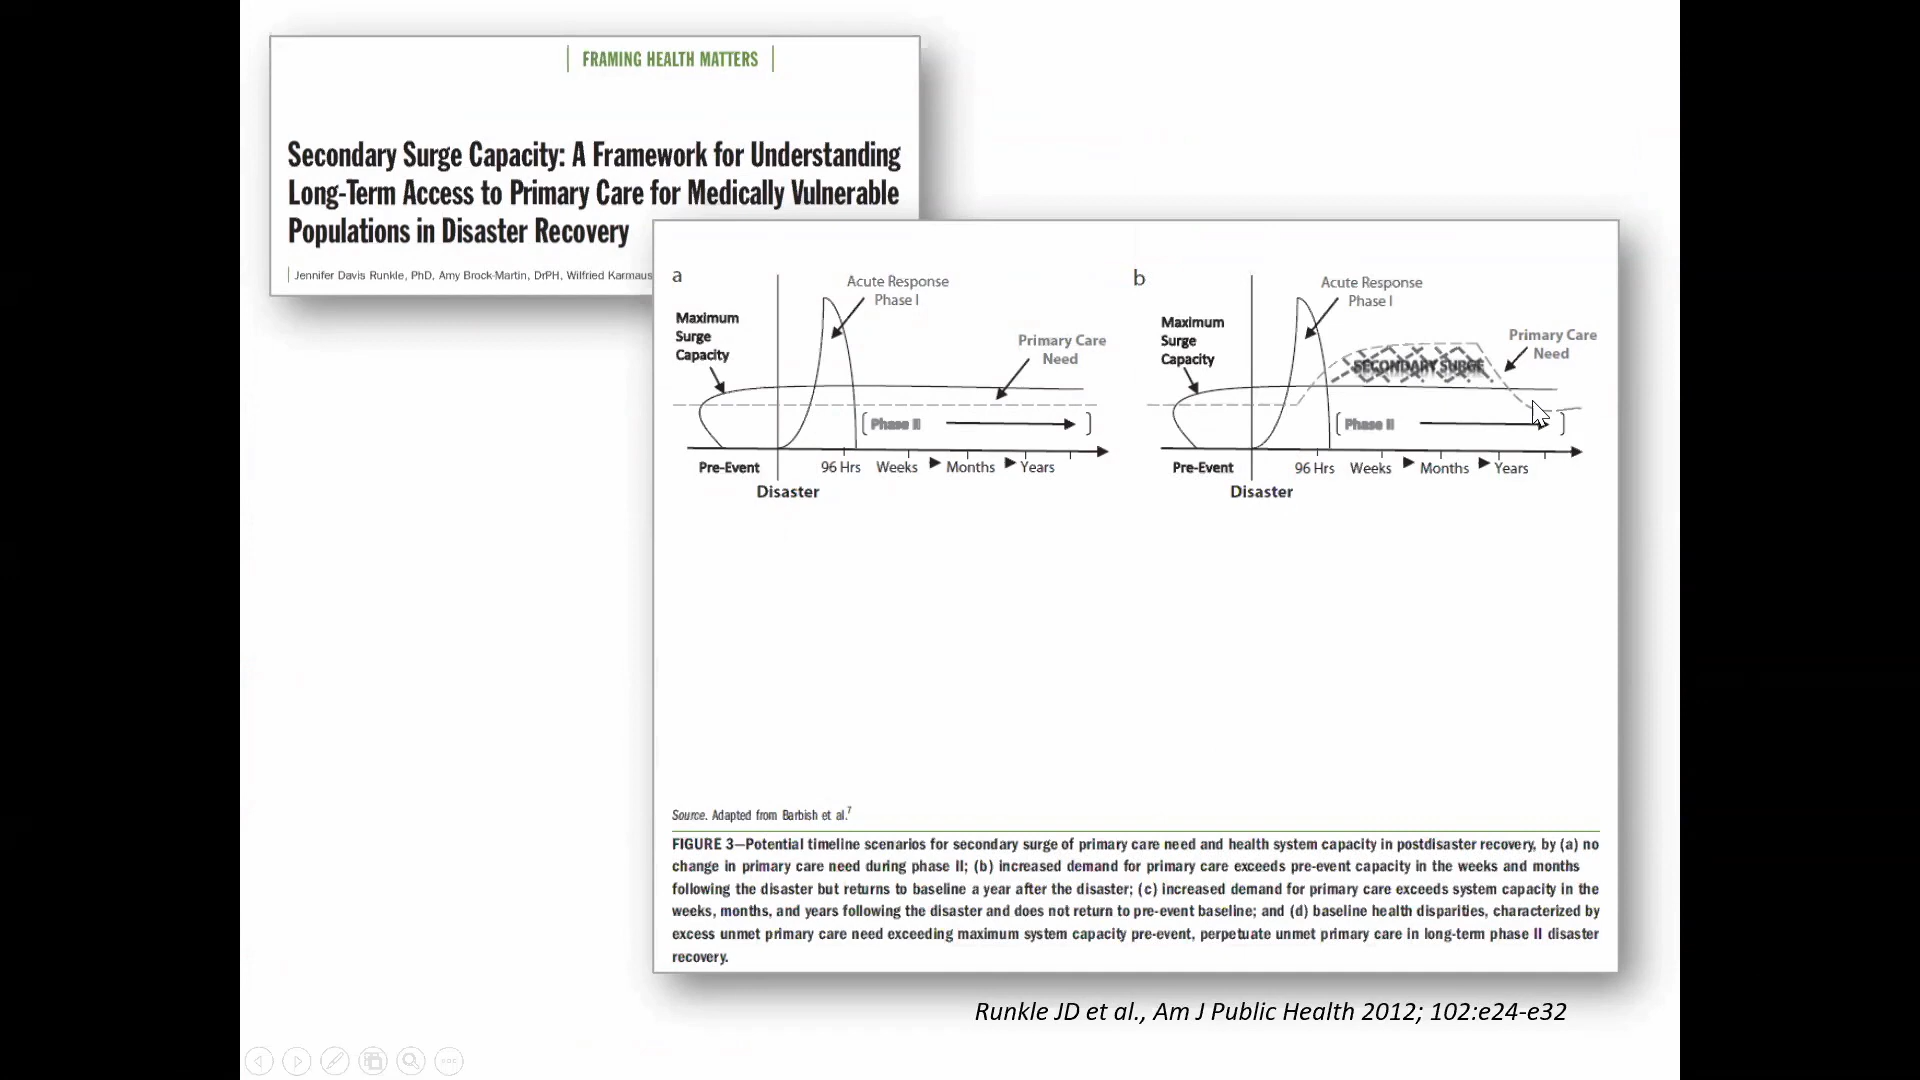 FRAMING HEALTH MATTERS
Secondary Surge Capacity: A Framework for Understanding
Long-Term Access to Primary Care for Medically Vulnerable
Populations in Disaster Recovery
Jennifer Davis Runkle, PhD, Amy Brock-Martin, DrPH, Wilfried Karmaus
a
Acute Response
Phase I
Maximum
Surge
Capacity
Primary Care
Need
Phase II
Pre-Event
96 Hrs
Weeks
Months
Years
Disaster
b
Acute Response
Phase I
Maximum
Surge
Capacity
Primary Care
Need
SECONDARY SURGE
Phase II
Pre-Event
96 Hrs
Weeks
Months
Years
Disaster
Source. Adapted from Barbish et al.7
FIGURE 3—Potential timeline scenarios for secondary surge of primary care need and health system capacity in postdisaster recovery, by (a) no
change in primary care need during phase II; (b) increased demand for primary care exceeds pre-event capacity in the weeks and months
following the disaster but returns to baseline a year after the disaster; (c) increased demand for primary care exceeds system capacity in the
weeks, months, and years following the disaster and does not return to pre-event baseline; and (d) baseline health disparities, characterized by
excess unmet primary care need exceeding maximum system capacity pre-event, perpetuate unmet primary care in long-term phase II disaster
recovery.
Runkle JD et al., Am J Public Health 2012; 102:e24-e32